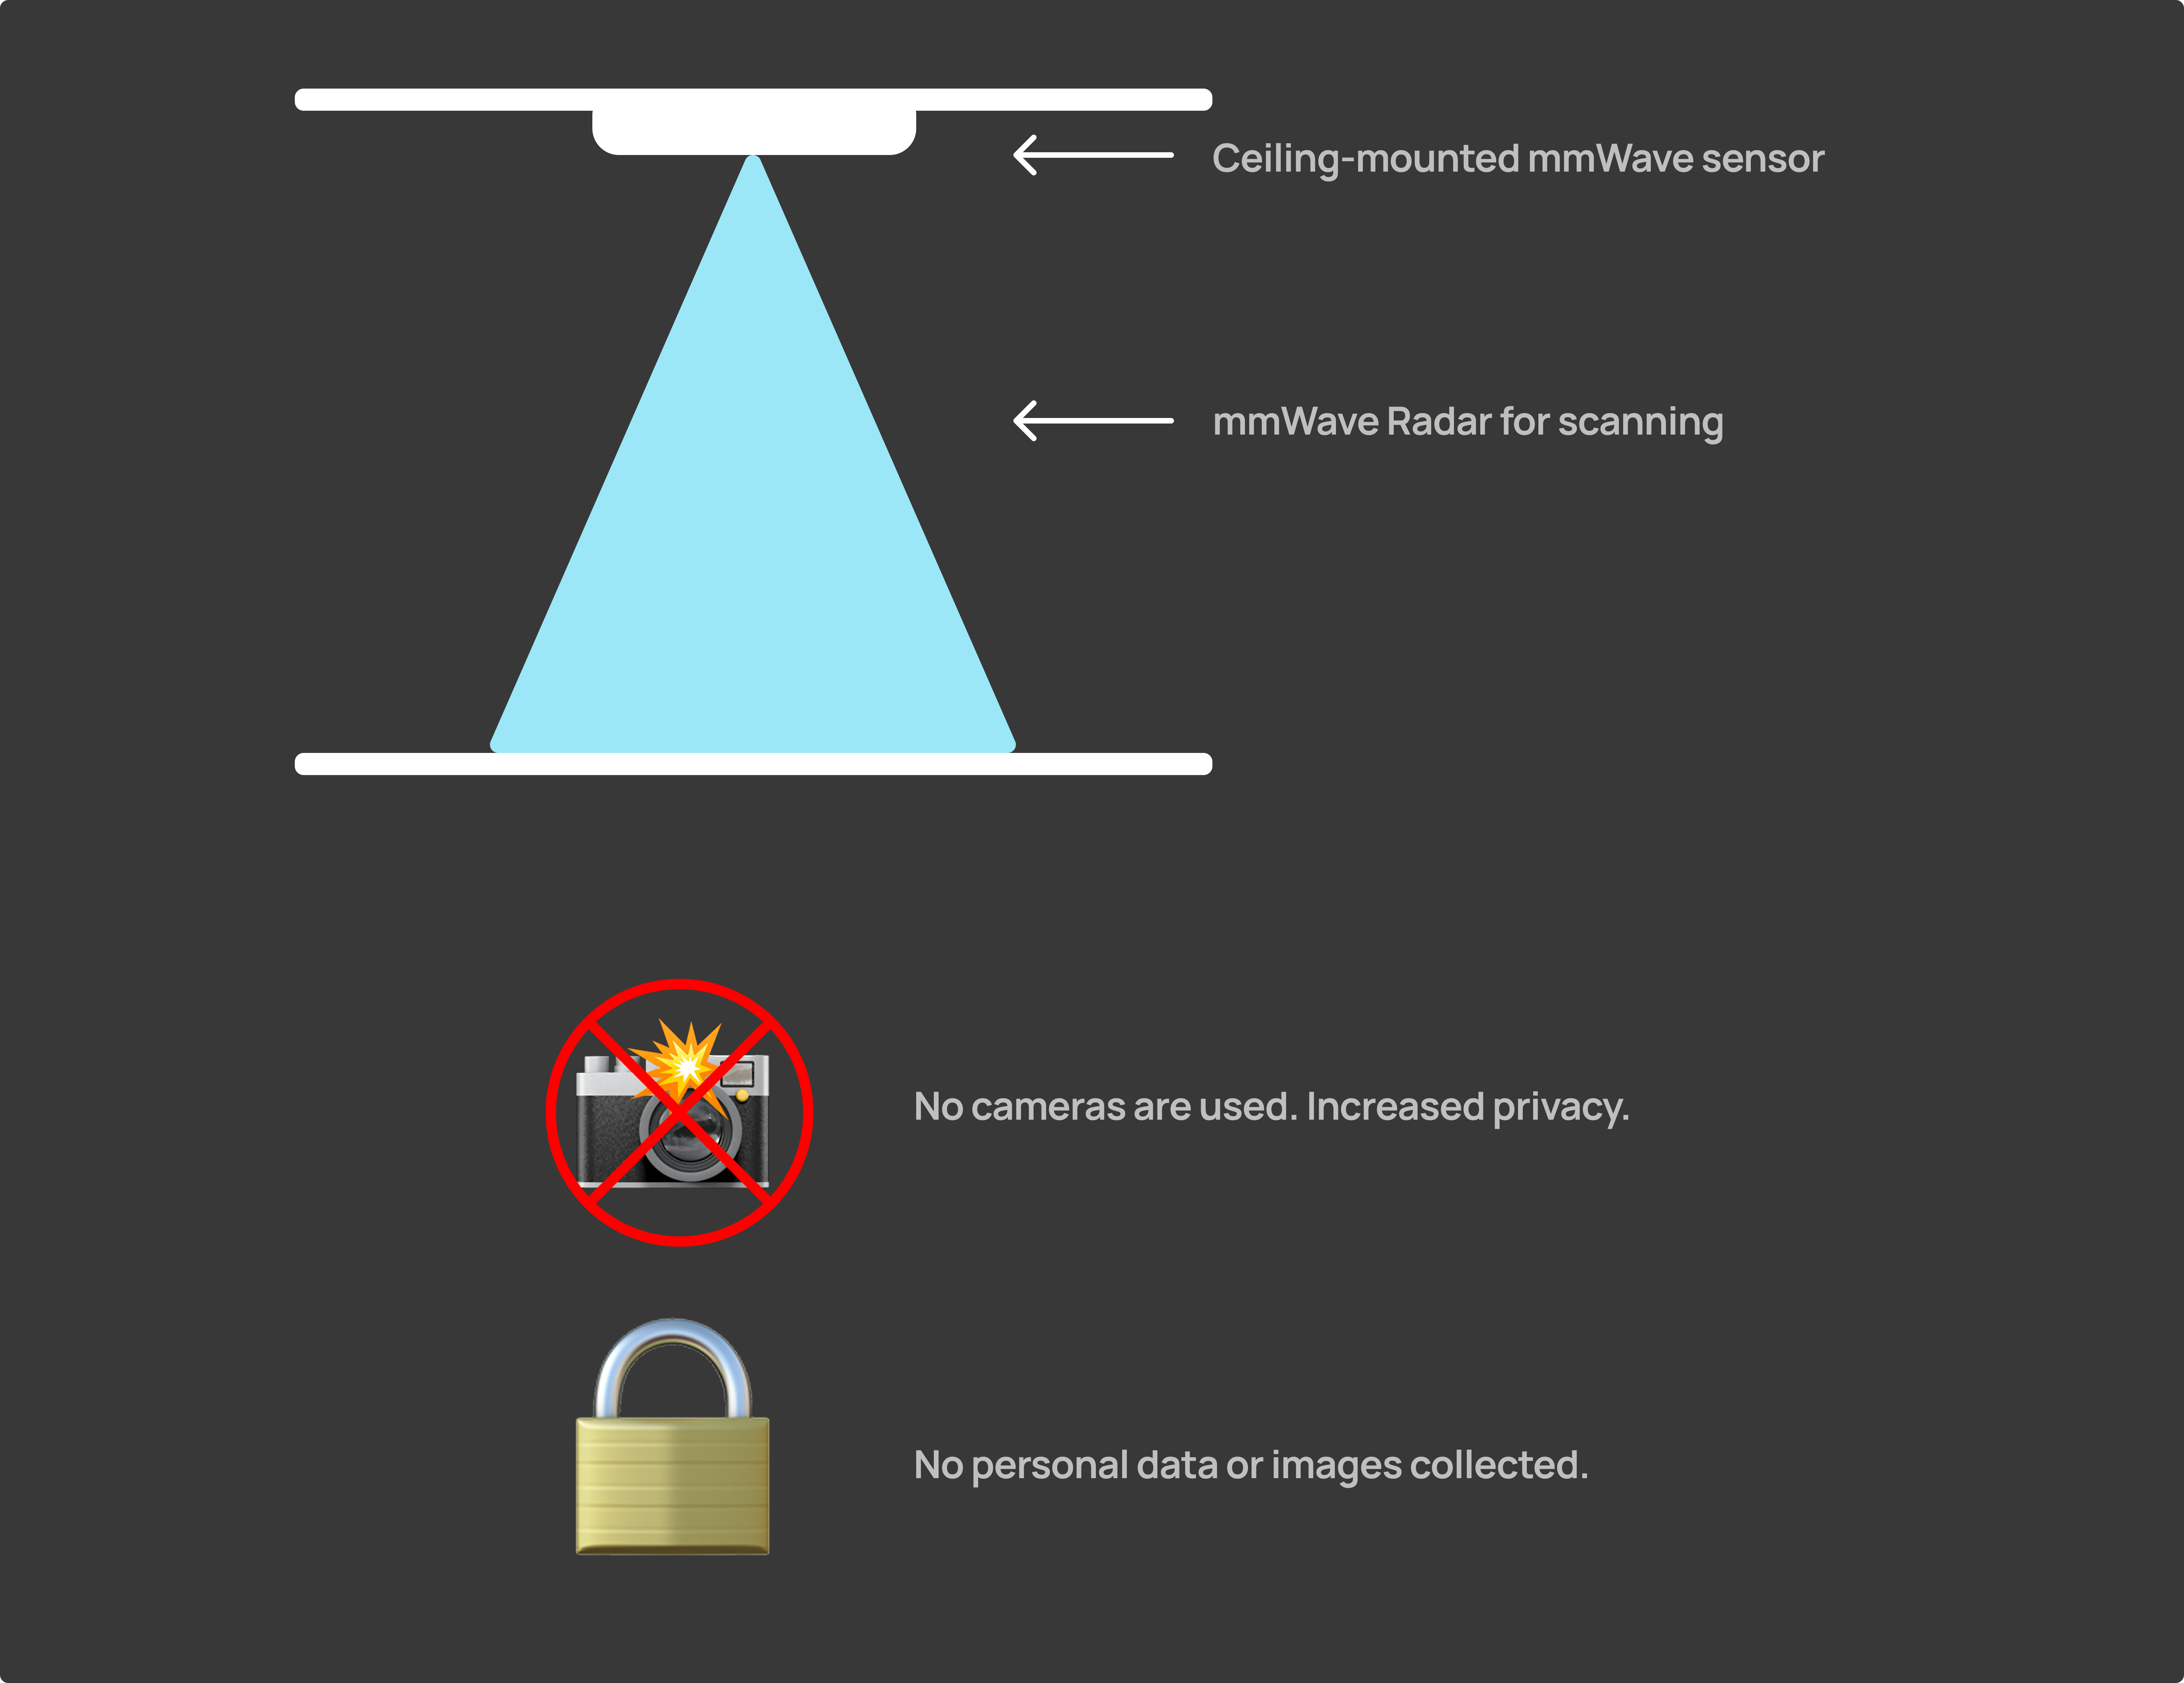 Ceiling-mounted mmWave sensor
mmWave Radar for scanning
No cameras are used. Increased privacy.
No personal data or images collected.